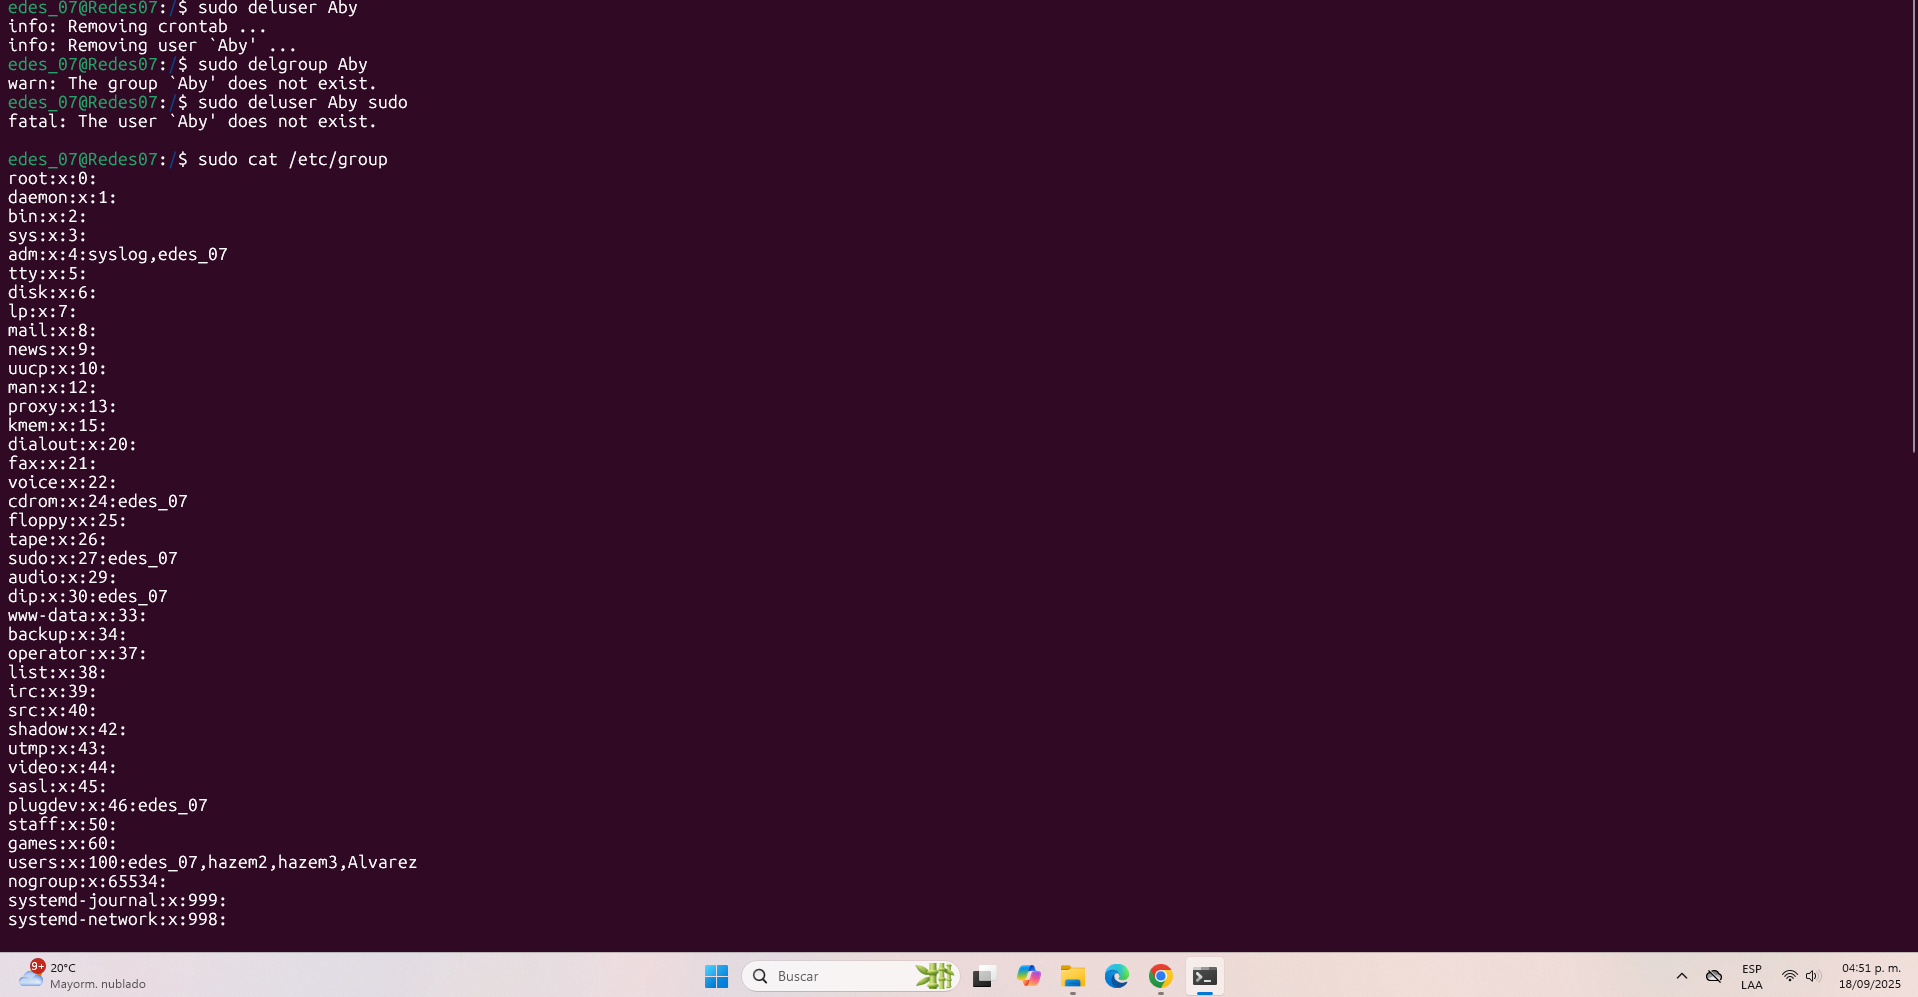 edes_07@Redes07:/$ sudo deluser Aby
info: Removing crontab ...
info: Removing user `Aby' ...
edes_07@Redes07:/$ sudo delgroup Aby
warn: The group `Aby' does not exist.
edes_07@Redes07:/$ sudo deluser Aby sudo
fatal: The user `Aby' does not exist.
edes_07@Redes07:/$ sudo cat /etc/group
root:x:0:
daemon:x:1:
bin:x:2:
sys:x:3:
adm:x:4:syslog,edes_07
tty:x:5:
disk:x:6:
lp:x:7:
mail:x:8:
news:x:9:
uucp:x:10:
man:x:12:
proxy:x:13:
kmem:x:15:
dialout:x:20:
fax:x:21:
voice:x:22:
cdrom:x:24:edes_07
floppy:x:25:
tape:x:26:
sudo:x:27:edes_07
audio:x:29:
dip:x:30:edes_07
www-data:x:33:
backup:x:34:
operator:x:37:
list:x:38:
irc:x:39:
src:x:40:
shadow:x:42:
utmp:x:43:
video:x:44:
sasl:x:45:
plugdev:x:46:edes_07
staff:x:50:
games:x:60:
users:x:100:edes_07,hazem2,hazem3,Alvarez
nogroup:x:65534:
systemd-journal:x:999:
systemd-network:x:998:
9+
20°C
Mayorm. nublado
Buscar
ESP
LAA
04:51 p. m.
18/09/2025